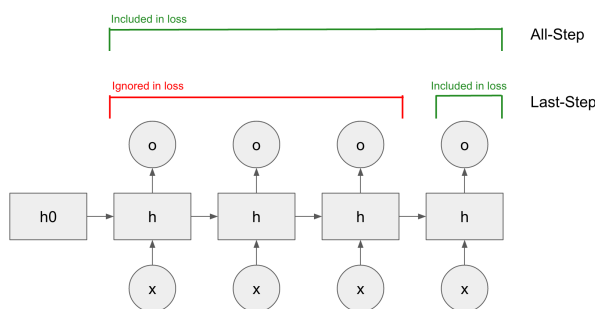 Included in loss
All-Step
Ignored in loss
Included in loss
Last-Step
o o o o
h0 h h h h
x x x x